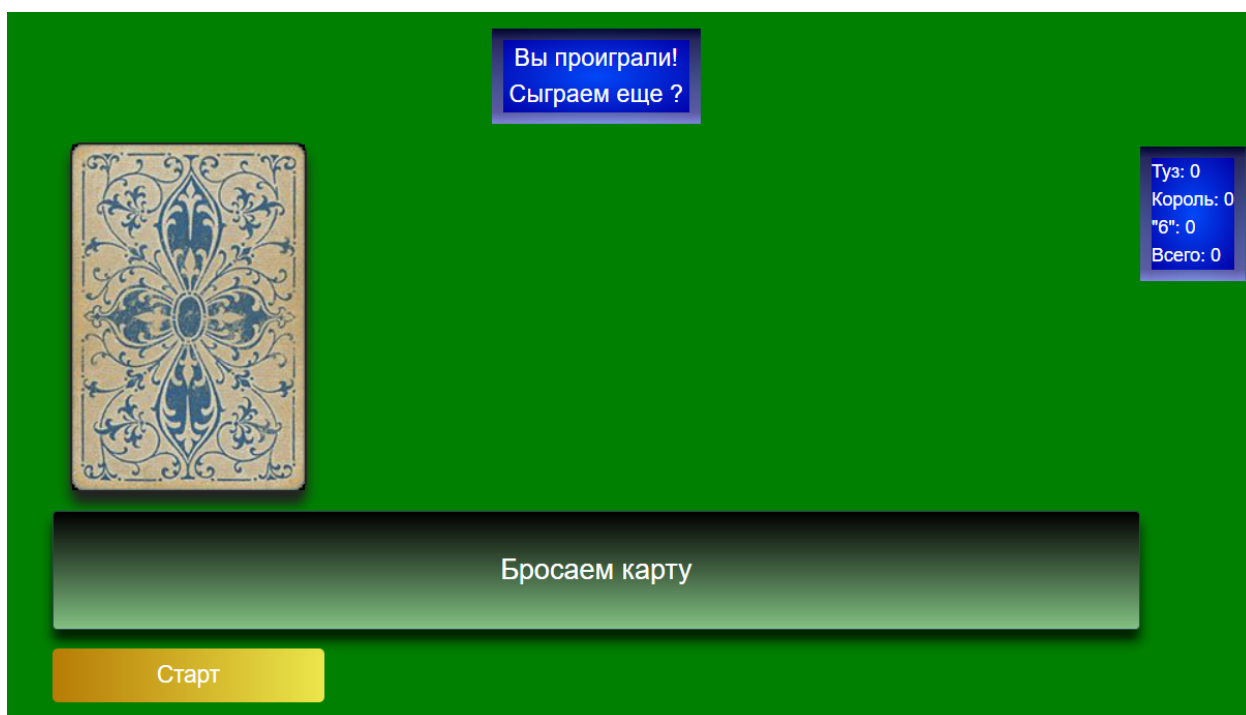 Вы проиграли!
Сыграем еще ?
Туз: 0
Король: 0
"6": 0
Всего: 0
Бросаем карту
Старт